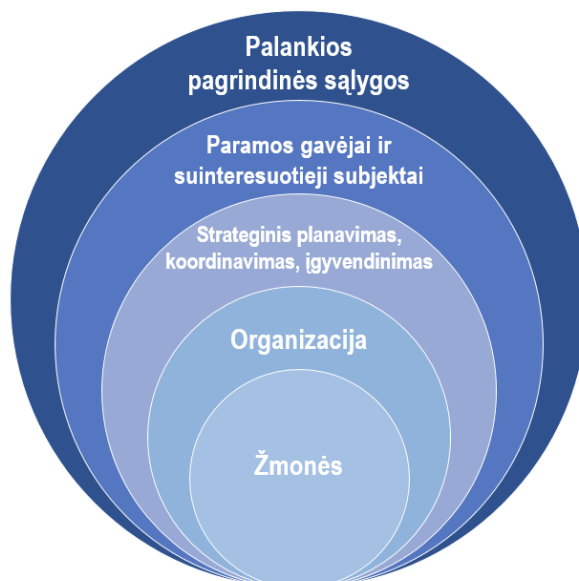 Palankios
pagrindinės sąlygos
Paramos gavėjai ir
suinteresuotieji subjektai
Strateginis planavimas,
koordinavimas, įgyvendinimas
Organizacija
Žmonės